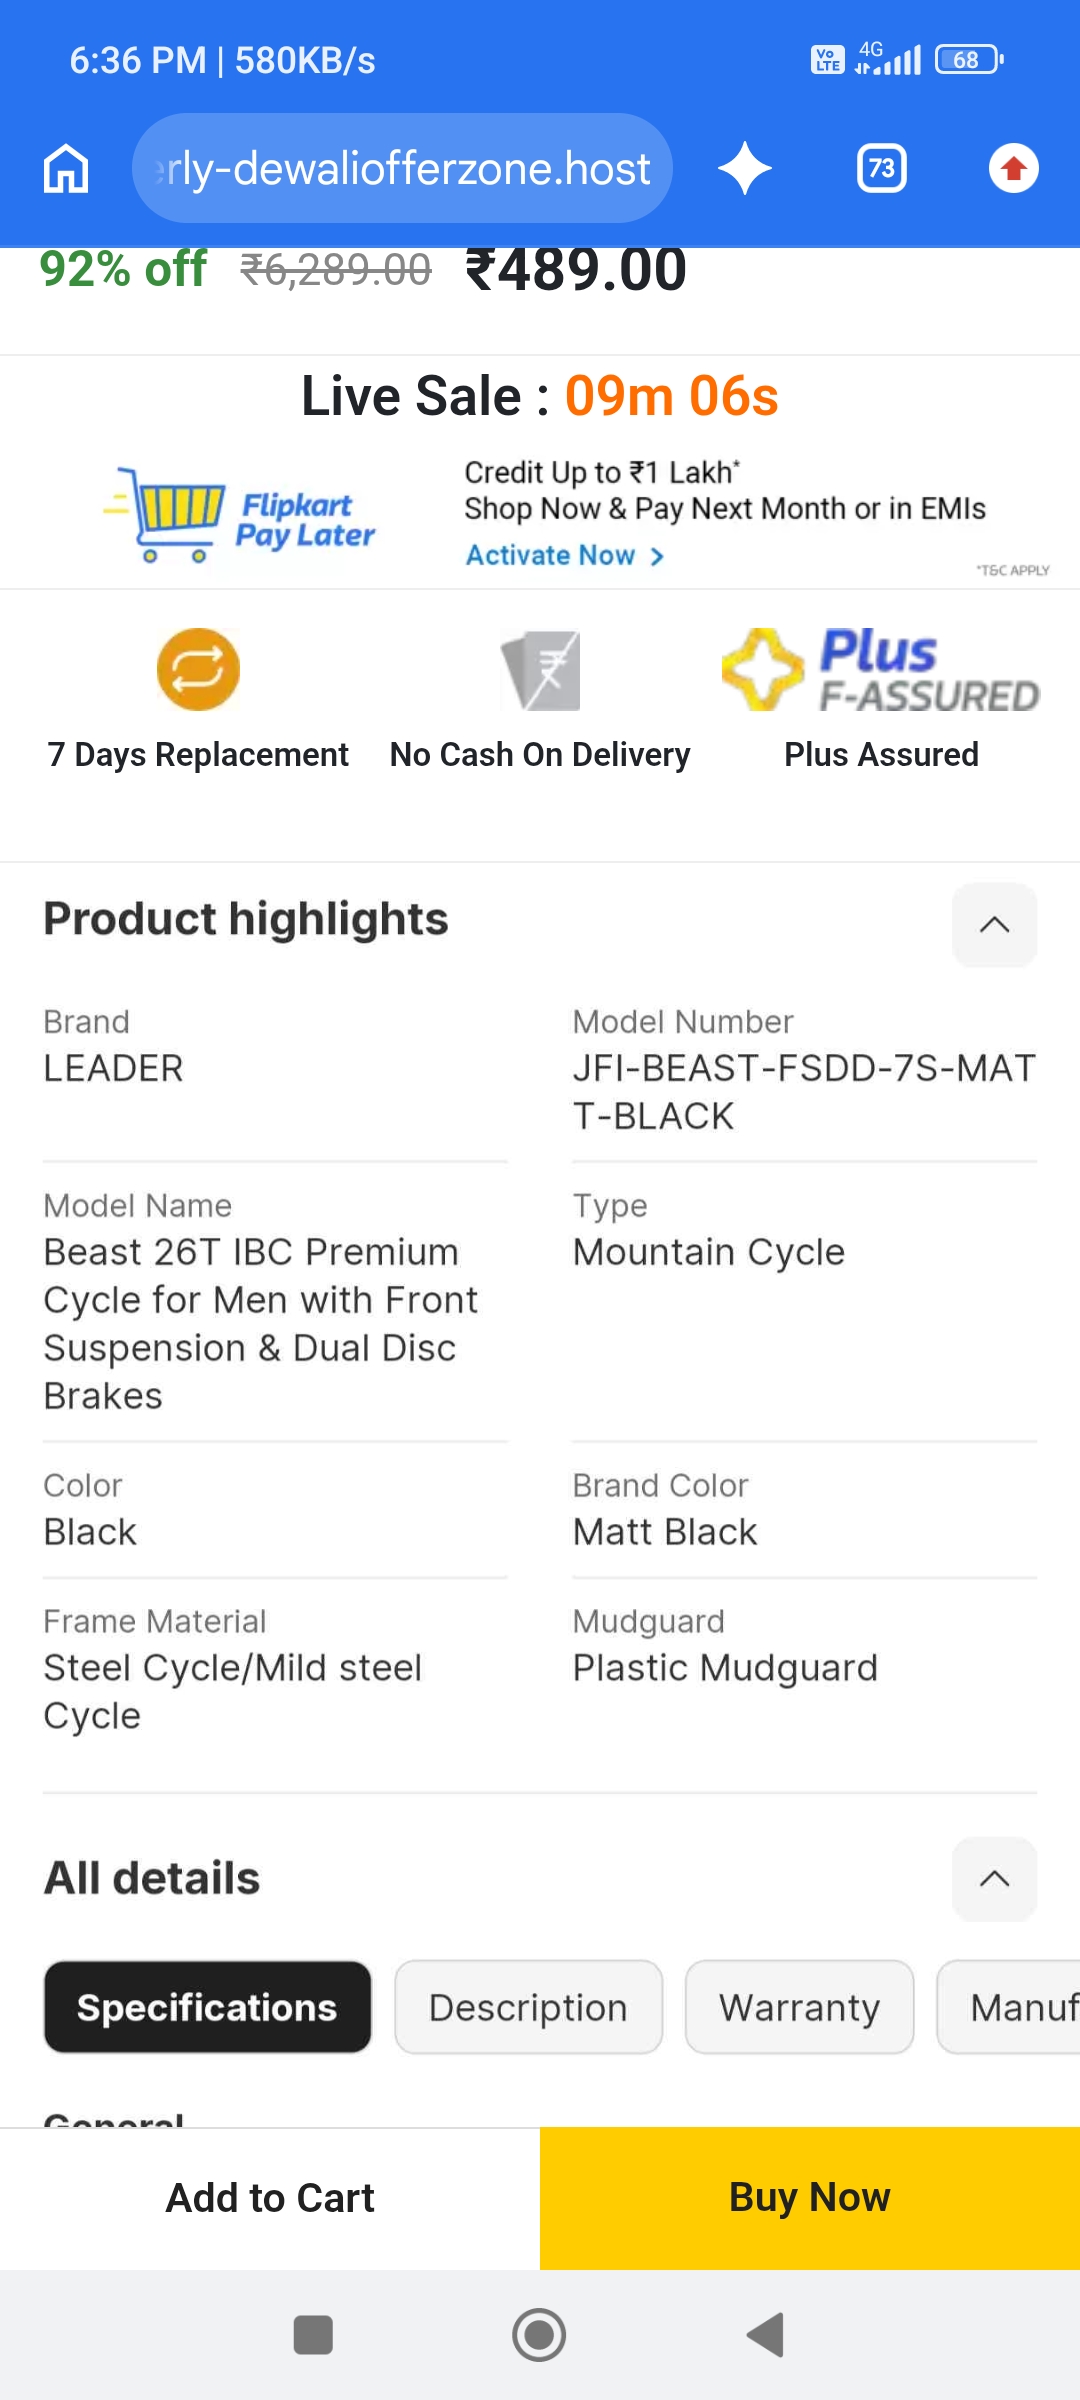 6:36 PM | 580KB/s
Vo LTE 4G 68
erly-dewaliofferzone.host
73
92% off ₹6,289.00 ₹489.00
Live Sale : 09m 06s
Flipkart
Pay Later
Credit Up to ₹1 Lakh*
Shop Now & Pay Next Month or in EMIs
Activate Now
*T&C APPLY
Plus
F-ASSURED
7 Days Replacement
No Cash On Delivery
Plus Assured
Product highlights
Brand
LEADER
Model Number
JFI-BEAST-FSDD-7S-MAT
T-BLACK
Model Name
Beast 26T IBC Premium
Cycle for Men with Front
Suspension & Dual Disc
Brakes
Type
Mountain Cycle
Color
Black
Brand Color
Matt Black
Frame Material
Steel Cycle/Mild steel
Cycle
Mudguard
Plastic Mudguard
All details
Specifications
Description
Warranty
Manuf
General
Add to Cart
Buy Now